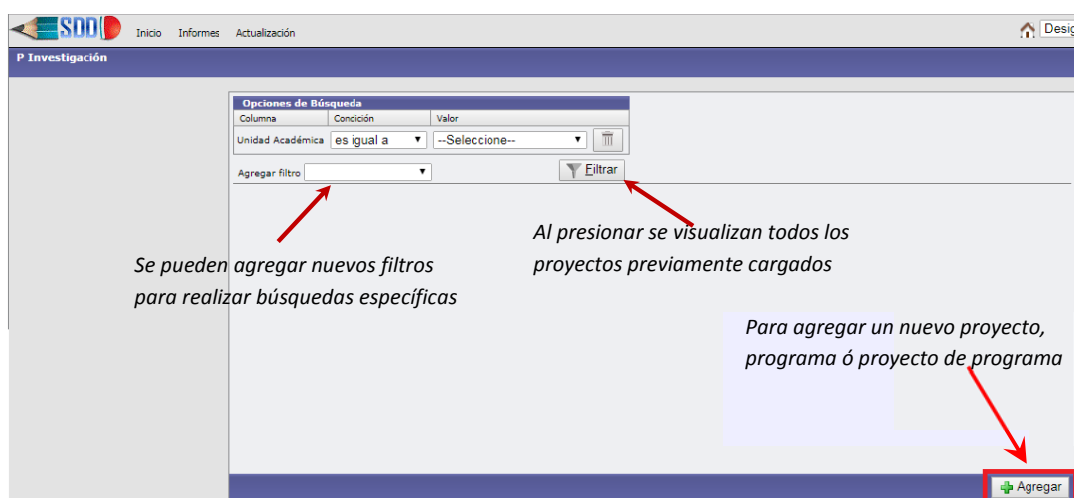 SDD Inicio Informes Actualización Desig
P Investigación
Opciones de Búsqueda
Columna Condición Valor
Unidad Académica es igual a --Seleccione--
Agregar filtro Filtrar
Al presionar se visualizan todos los
proyectos previamente cargados
Se pueden agregar nuevos filtros
para realizar búsquedas específicas
Para agregar un nuevo proyecto,
programa ó proyecto de programa
Agregar